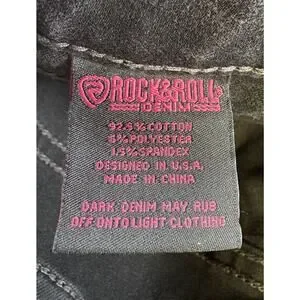 ROCK&ROLL
DENIM
92.5% COTTON
6% POLYESTER
1.5% SPANDEX
DESIGNED IN U.S.A.
MADE IN CHINA
DARK DENIM MAY RUB
OFF ONTO LIGHT CLOTHING